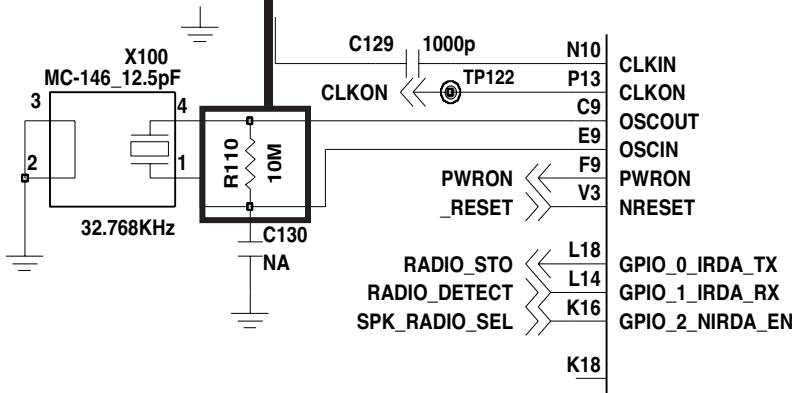 C129 1000p
N10 CLKIN
X100
MC-146_12.5pF
CLKON TP122 P13 CLKON
3 4 C9 OSCOUT
E9 OSCIN
2 1 R110 10M
PWRON F9 PWRON
_RESET V3 NRESET
32.768KHz
C130
NA
RADIO_STO L18 GPIO_0_IRDA_TX
RADIO_DETECT L14 GPIO_1_IRDA_RX
SPK_RADIO_SEL K16 GPIO_2_NIRDA_EN
K18